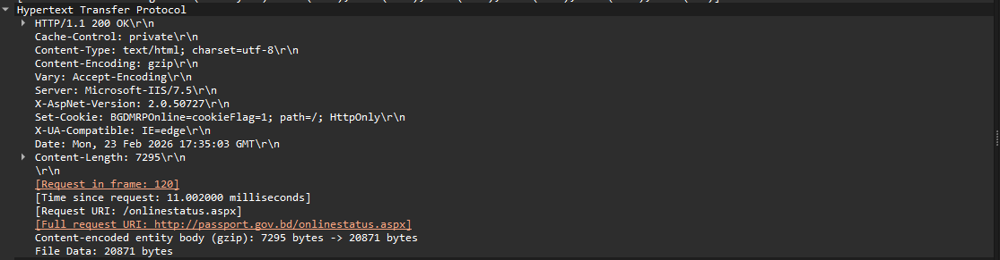 Hypertext Transfer Protocol
HTTP/1.1 200 OK\r\n
Cache-Control: private\r\n
Content-Type: text/html; charset=utf-8\r\n
Content-Encoding: gzip\r\n
Vary: Accept-Encoding\r\n
Server: Microsoft-IIS/7.5\r\n
X-AspNet-Version: 2.0.50727\r\n
Set-Cookie: BGDMRPOnline=cookieFlag=1; path=/; HttpOnly\r\n
X-UA-Compatible: IE=edge\r\n
Date: Mon, 23 Feb 2026 17:35:03 GMT\r\n
Content-Length: 7295\r\n
\r\n
[Request in frame: 120]
[Time since request: 11.002000 milliseconds]
[Request URI: /onlinestatus.aspx]
[Full request URI: http://passport.gov.bd/onlinestatus.aspx]
Content-encoded entity body (gzip): 7295 bytes -> 20871 bytes
File Data: 20871 bytes